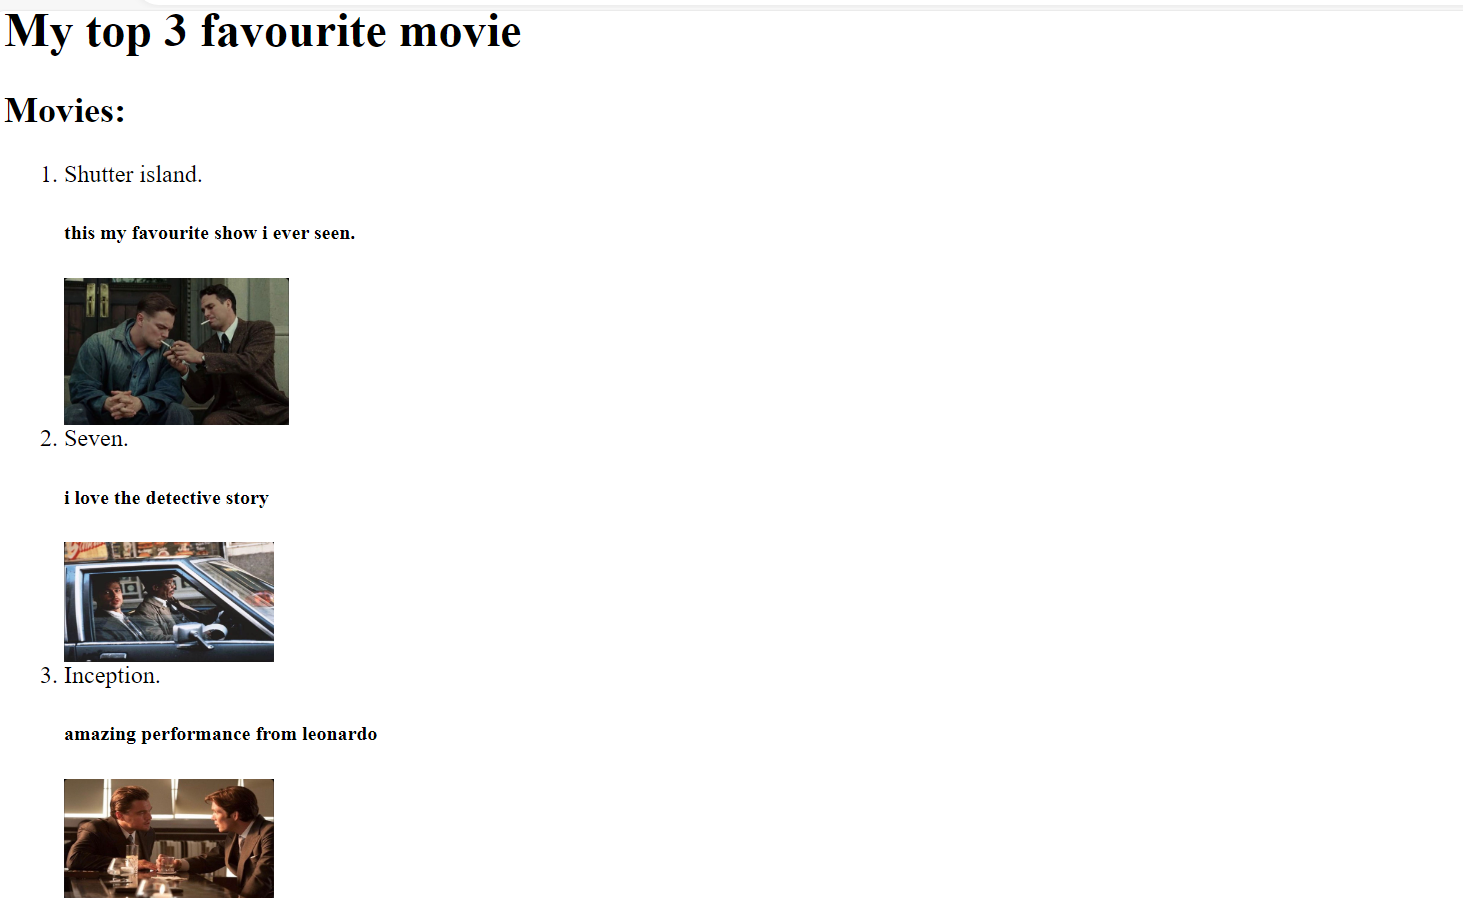 My top 3 favourite movie
Movies:
1. Shutter island.
this my favourite show i ever seen.
2. Seven.
i love the detective story
3. Inception.
amazing performance from leonardo